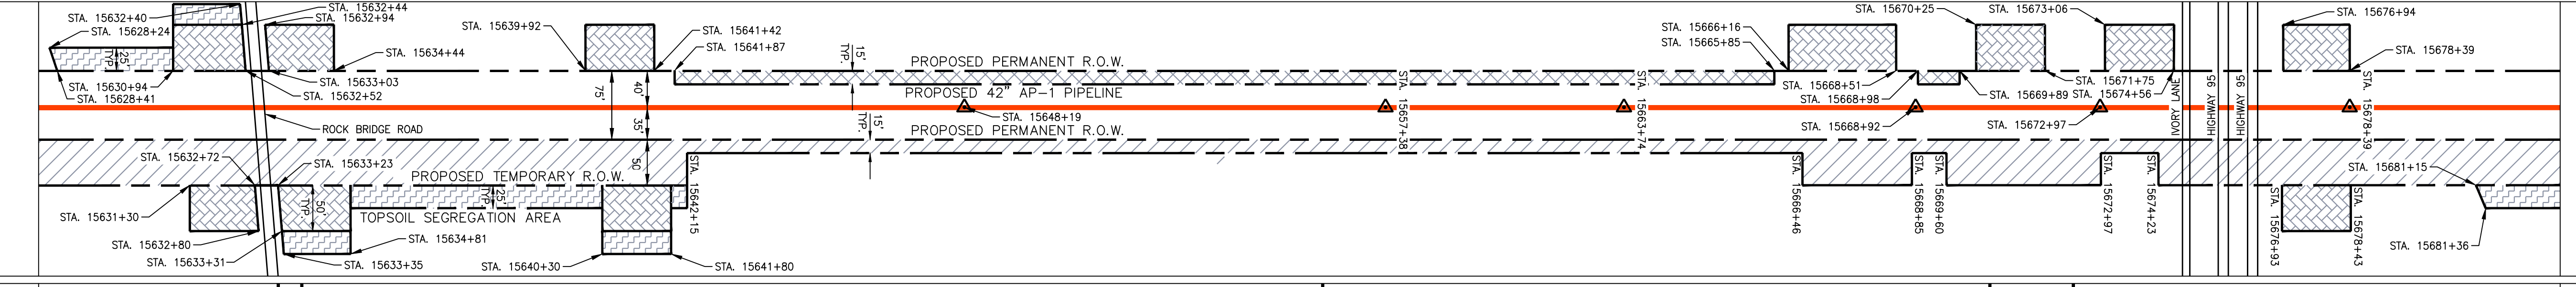 STA. 15632+40
STA. 15632+44
STA. 15632+94
STA. 15628+24
25'
TYP.
STA. 15634+44
STA. 15630+94
STA. 15628+41
STA. 15633+03
STA. 15632+52
ROCK BRIDGE ROAD
STA. 15632+72
STA. 15633+23
STA. 15631+30
STA. 15632+80
STA. 15633+31
STA. 15633+35
STA. 15634+81
50'
TYP.
PROPOSED TEMPORARY R.O.W.
25'
TYP.
TOPSOIL SEGREGATION AREA
STA. 15639+92
STA. 15641+42
STA. 15641+87
75'
40'
35'
50
STA. 15642+15
STA. 15640+30
STA. 15641+80
15'
TYP.
PROPOSED PERMANENT R.O.W.
PROPOSED 42" AP-1 PIPELINE
STA. 15648+19
15'
TYP.
PROPOSED PERMANENT R.O.W.
STA. 15657+38
STA. 15663+74
STA. 15666+16
STA. 15665+85
STA. 15670+25
STA. 15673+06
STA. 15668+51
STA. 15668+98
STA. 15669+89
STA. 15671+75
STA. 15674+56
STA. 15668+92
STA. 15672+97
STA. 15666+46
STA. 15668+85
STA. 15669+60
STA. 15672+97
STA. 15674+23
IVORY LANE
HIGHWAY 96
HIGHWAY 96
STA. 15676+94
STA. 15678+39
STA. 15678+39
STA. 15676+93
STA. 15678+43
STA. 15681+15
STA. 15681+36